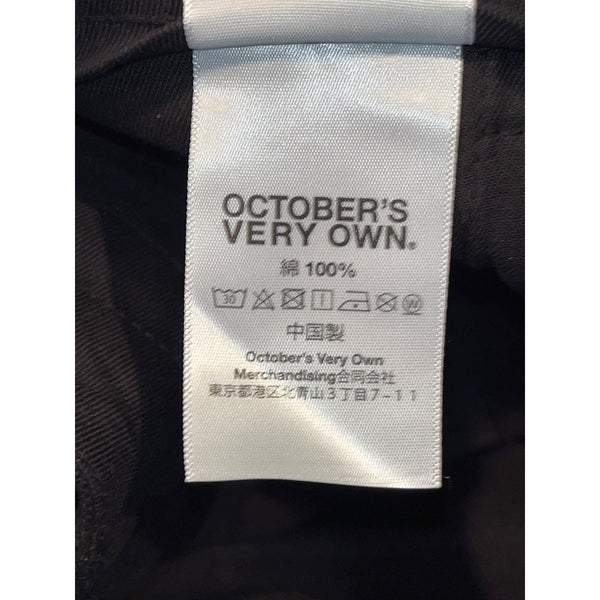 OCTOBER'S
VERY OWN®
綿 100%
30 W
中国製
October's Very Own
Merchandising合同会社
東京都港区北青山3丁目7-11